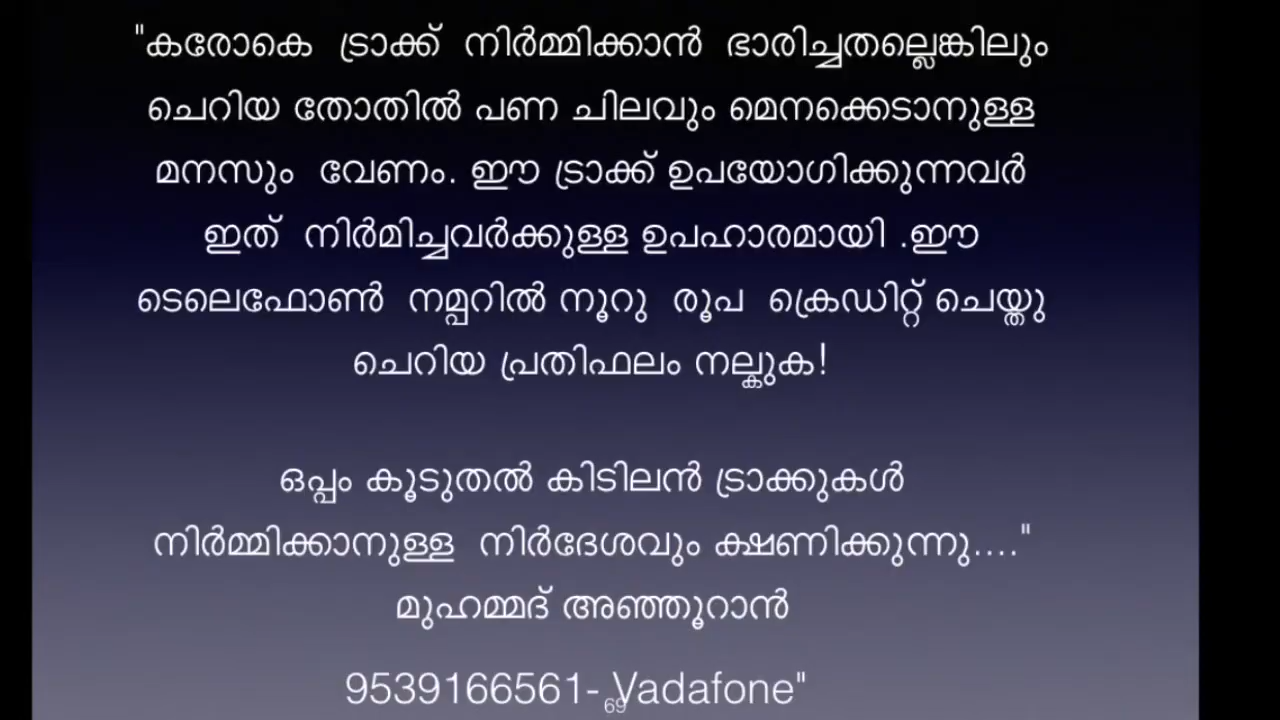 "കരോകെ ട്രാക്ക് നിർമ്മിക്കാൻ ഭാരിച്ചതല്ലെങ്കിലും
ചെറിയ തോതിൽ പണ ചിലവും മെനക്കെടാനുള്ള
മനസും വേണം. ഈ ട്രാക്ക് ഉപയോഗിക്കുന്നവർ
ഇത് നിർമിച്ചവർക്കുള്ള ഉപഹാരമായി .ഈ
ടെലെഫോൺ നമ്പറിൽ നൂറു രൂപ ക്രെഡിറ്റ് ചെയ്തു
ചെറിയ പ്രതിഫലം നല്കുക!
ഒപ്പം കൂടുതൽ കിടിലൻ ട്രാക്കുകൾ
നിർമ്മിക്കാനുള്ള നിർദേശവും ക്ഷണിക്കുന്നു...."
മുഹമ്മദ് അഞ്ഞൂറാൻ
9539166561- Vadafone"
69